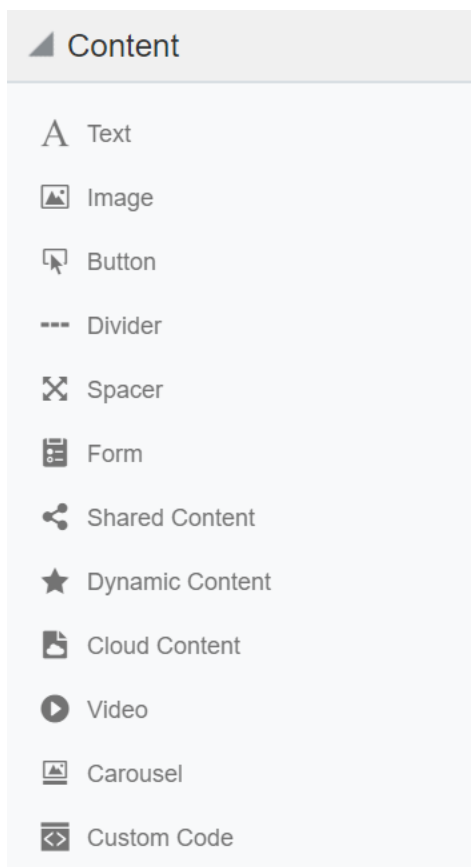 Content
Text
Image
Button
Divider
Spacer
Form
Shared Content
Dynamic Content
Cloud Content
Video
Carousel
Custom Code